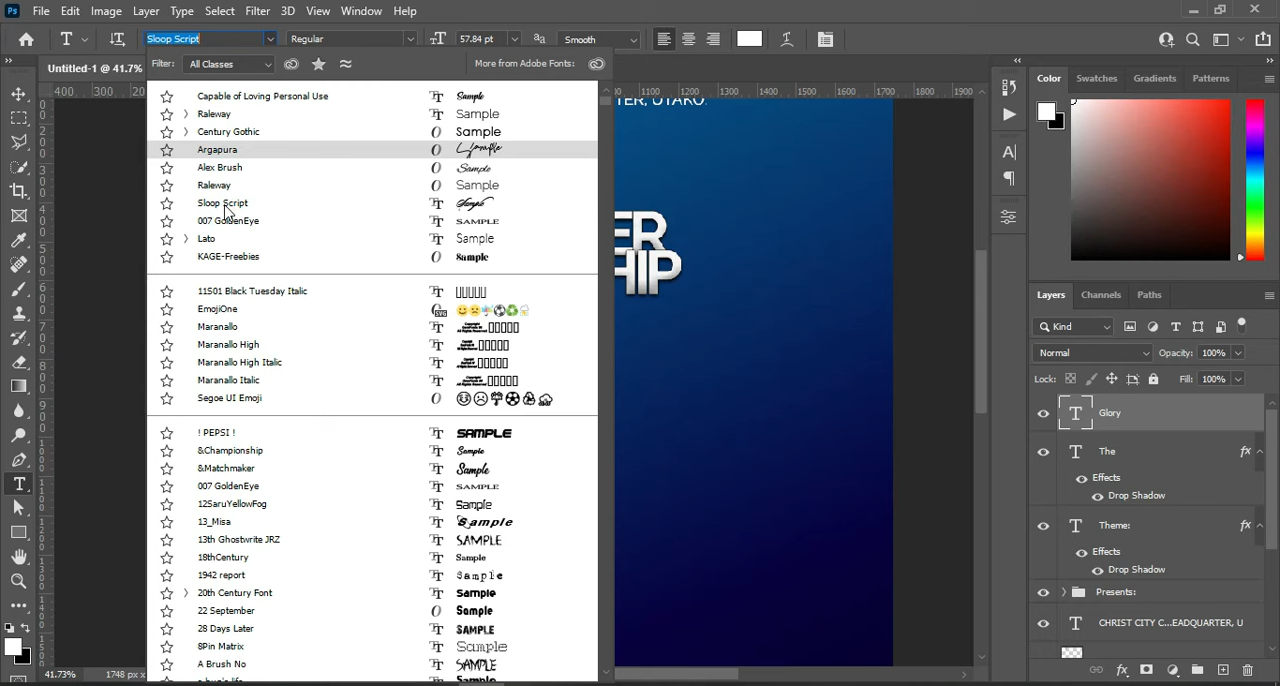 Ps File Edit Image Layer Type Select Filter 3D View Window Help
Sloop Script Regular 57.84 pt Smooth
Untitled-1 @ 41.7%
Filter: All Classes More from Adobe Fonts:
Capable of Loving Personal Use Sample
Raleway Sample
Century Gothic Sample
Argapura Sample
Alex Brush Sample
Raleway Sample
Sloop Script Sample
007 GoldenEye SAMPLE
Lato Sample
KAGE-Freebies Sample
11S01 Black Tuesday Italic
EmojiOne
Maranallo
Maranallo High
Maranallo High Italic
Maranallo Italic
Segoe UI Emoji
! PEPSI ! SAMPLE
&Championship Sample
&Matchmaker Sample
007 GoldenEye SAMPLE
12SaruYellowFog Sample
13_Misa Sample
13th Ghostwrite JRZ SAMPLE
18thCentury Sample
1942 report Sample
20th Century Font Sample
22 September Sample
28 Days Later SAMPLE
8Pin Matrix Sample
A Brush No SAMPLE
400 300
1100 1200 1300 1400 1500 1600 1700 1800 1900
TER, UTAKO.
ER
HIP
41.73% 1748 px
Color Swatches Gradients Patterns
Layers Channels Paths
Kind
Normal Opacity: 100%
Lock: Fill: 100%
Glory
The fx
Effects
Drop Shadow
Theme: fx
Effects
Drop Shadow
Presents:
CHRIST CITY C...EADQUARTER, U